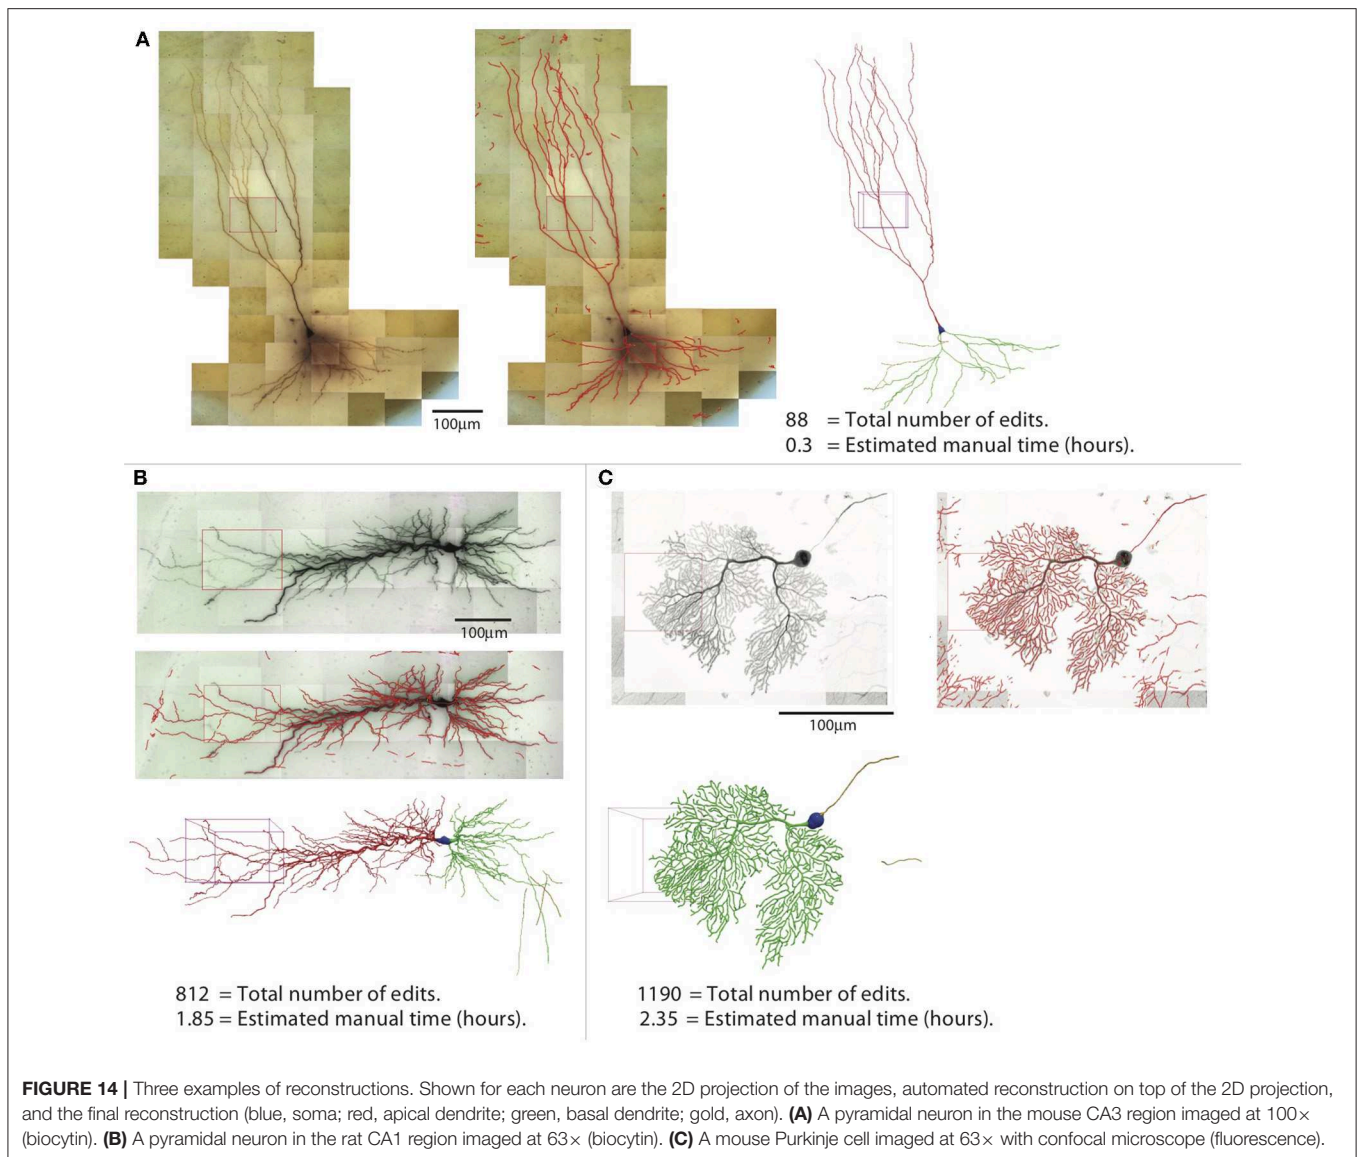 A
100μm
88 = Total number of edits.
0.3 = Estimated manual time (hours).
B
100μm
812 = Total number of edits.
1.85 = Estimated manual time (hours).
C
100μm
1190 = Total number of edits.
2.35 = Estimated manual time (hours).
FIGURE 14 | Three examples of reconstructions. Shown for each neuron are the 2D projection of the images, automated reconstruction on top of the 2D projection,
and the final reconstruction (blue, soma; red, apical dendrite; green, basal dendrite; gold, axon). (A) A pyramidal neuron in the mouse CA3 region imaged at 100×
(biocytin). (B) A pyramidal neuron in the rat CA1 region imaged at 63× (biocytin). (C) A mouse Purkinje cell imaged at 63× with confocal microscope (fluorescence).